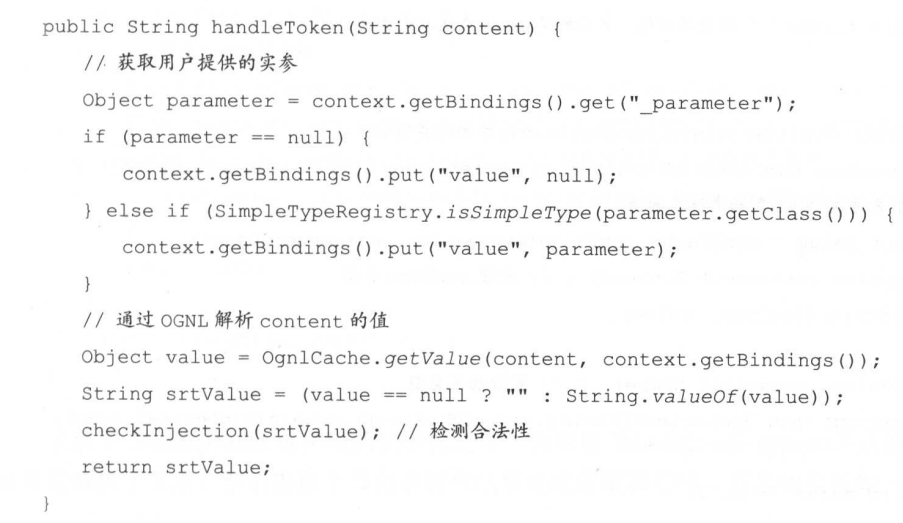 public String handleToken(String content) {
// 获取用户提供的实参
Object parameter = context.getBindings().get("_parameter");
if (parameter == null) {
context.getBindings().put("value", null);
} else if (SimpleTypeRegistry.isSimpleType(parameter.getClass())) {
context.getBindings().put("value", parameter);
}
// 通过 OGNL 解析 content 的值
Object value = OgnlCache.getValue(content, context.getBindings());
String srtValue = (value == null ? "" : String.valueOf(value));
checkInjection(srtValue); // 检测合法性
return srtValue;
}